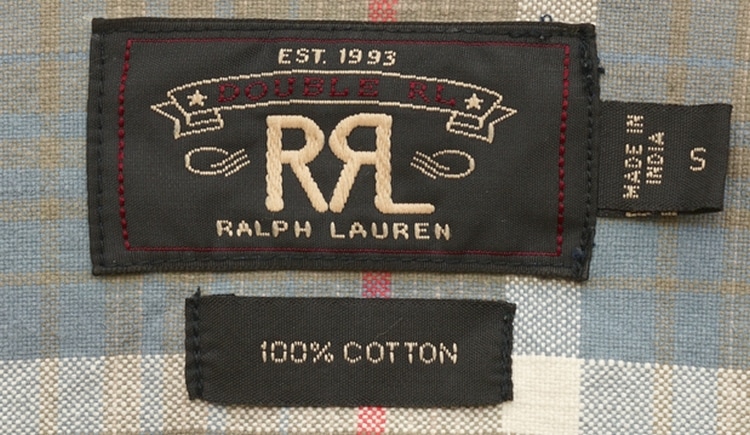 EST. 1993
DOUBLE RL
RRL
RALPH LAUREN
MADE IN
INDIA
S
100% COTTON